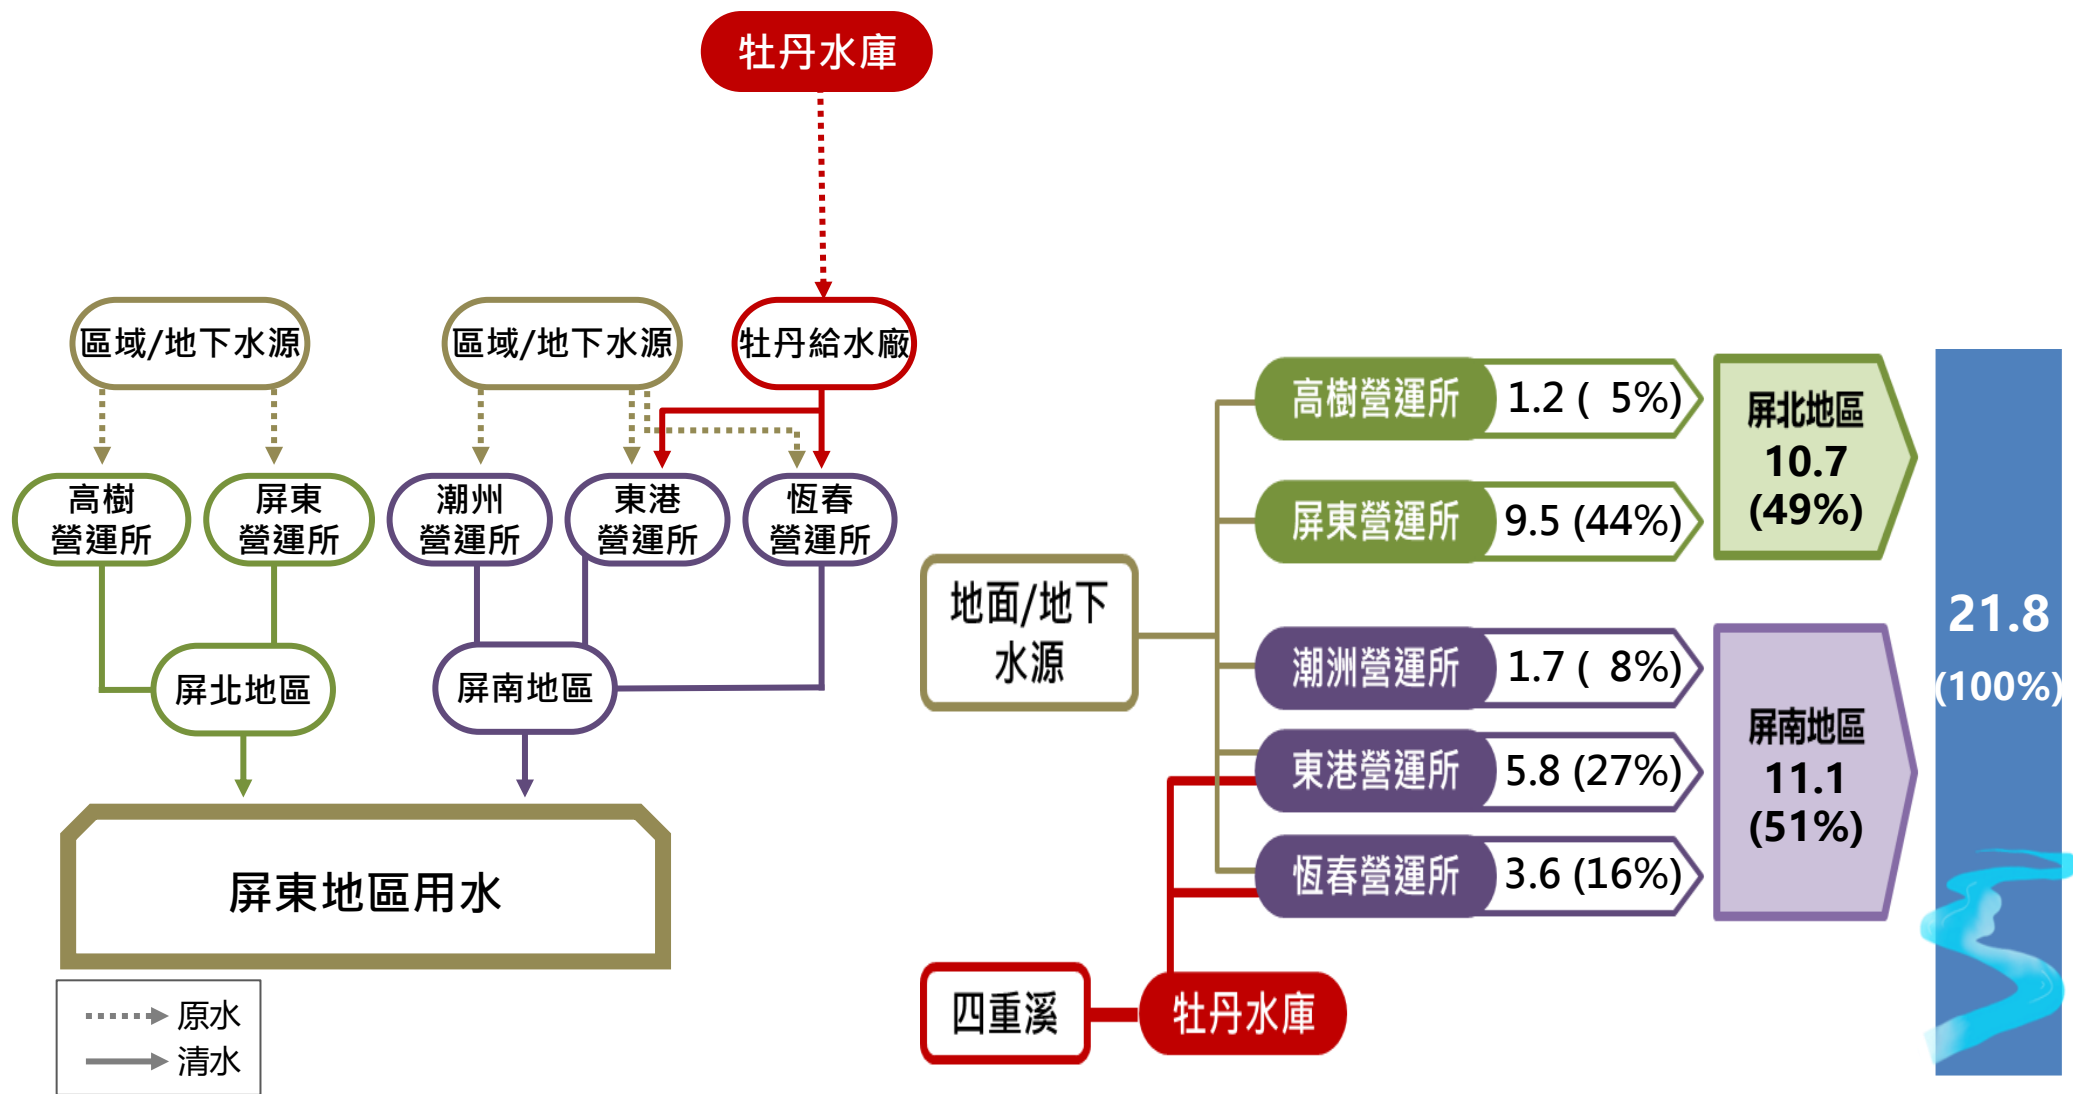 牡丹水庫
區域/地下水源
區域/地下水源
牡丹給水廠
高樹
營運所
屏東
營運所
潮州
營運所
東港
營運所
恆春
營運所
屏北地區
屏南地區
屏東地區用水
原水
清水
地面/地下
水源
四重溪
牡丹水庫
高樹營運所
1.2 ( 5%)
屏東營運所
9.5 (44%)
潮洲營運所
1.7 ( 8%)
東港營運所
5.8 (27%)
恆春營運所
3.6 (16%)
屏北地區
10.7
(49%)
屏南地區
11.1
(51%)
21.8
(100%)